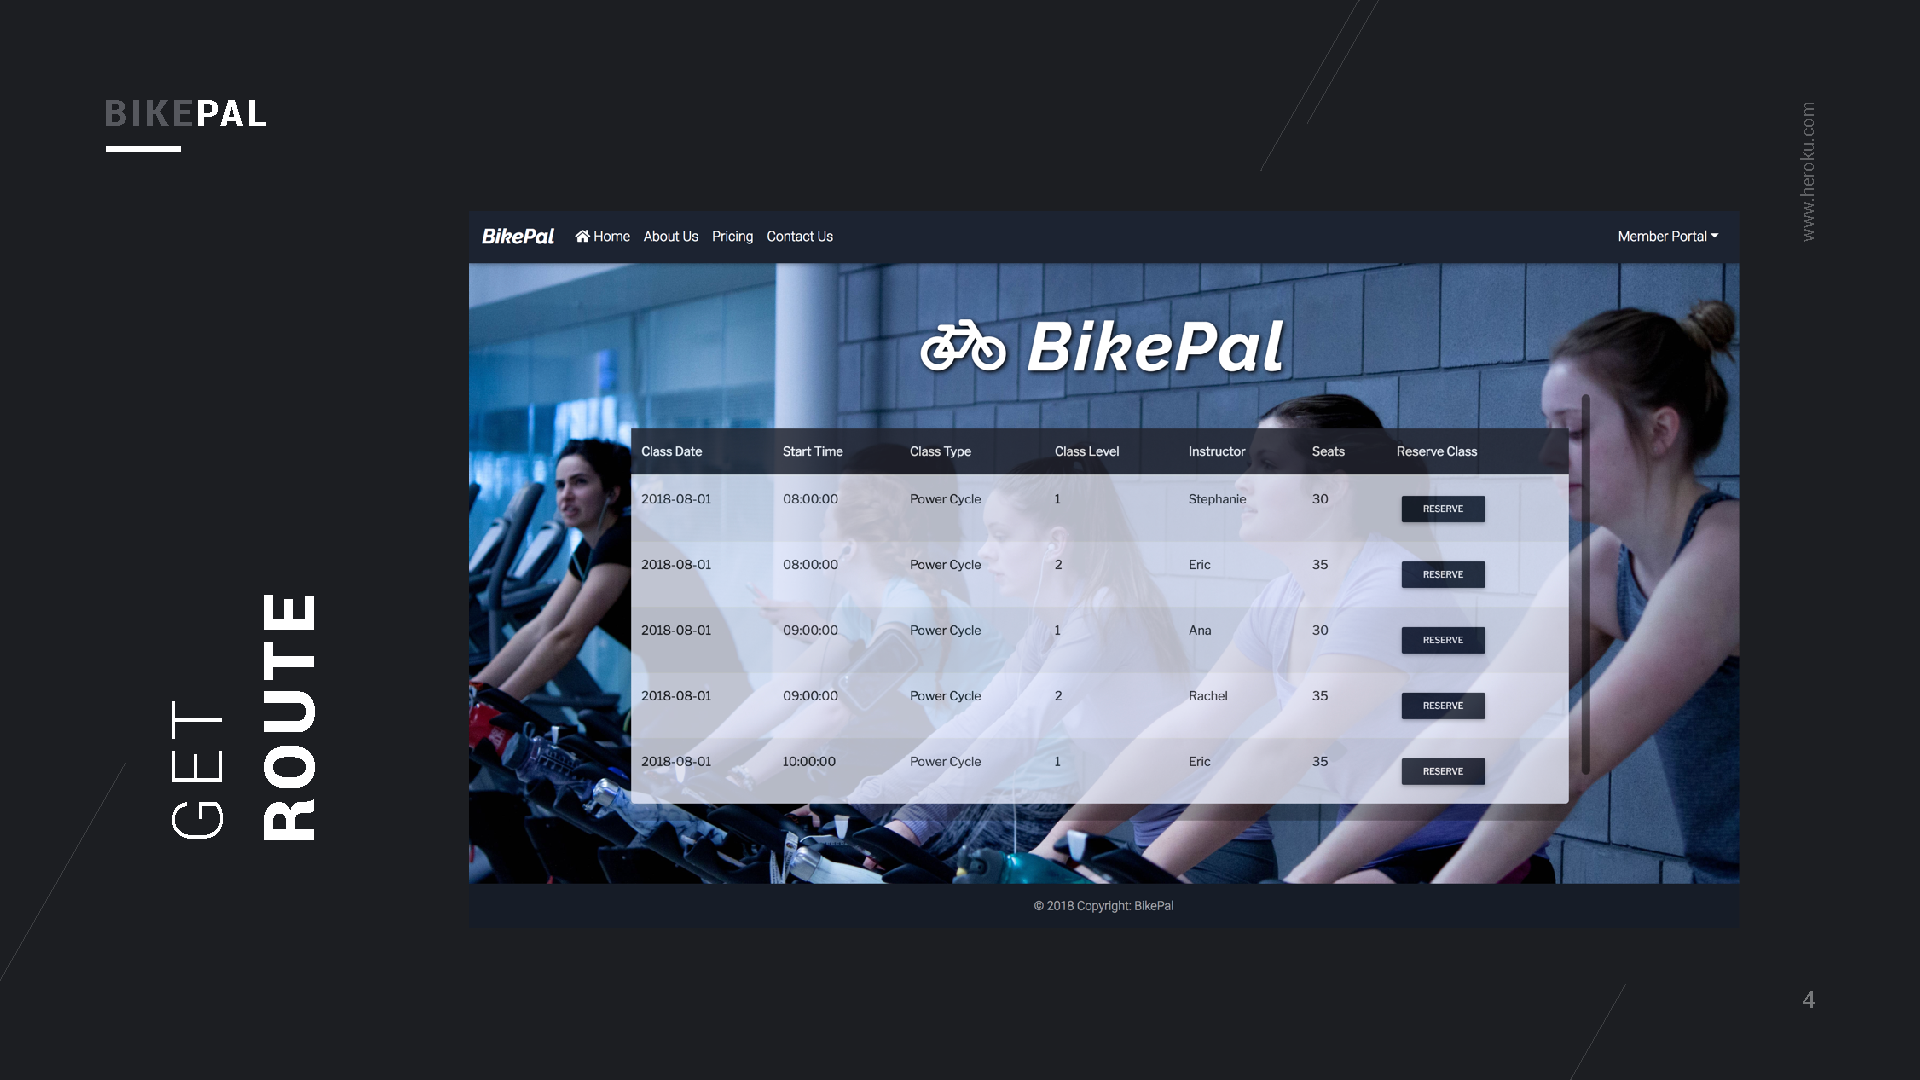 BIKEPAL
www.heroku.com
GET
ROUTE
BikePal Home About Us Pricing Contact Us Member Portal
BikePal
Class Date Start Time Class Type Class Level Instructor Seats Reserve Class
2018-08-01 08:00:00 Power Cycle 1 Stephanie 30 RESERVE
2018-08-01 08:00:00 Power Cycle 2 Eric 35 RESERVE
2018-08-01 09:00:00 Power Cycle 1 Ana 30 RESERVE
2018-08-01 09:00:00 Power Cycle 2 Rachel 35 RESERVE
2018-08-01 10:00:00 Power Cycle 1 Eric 35 RESERVE
© 2018 Copyright: BikePal
4